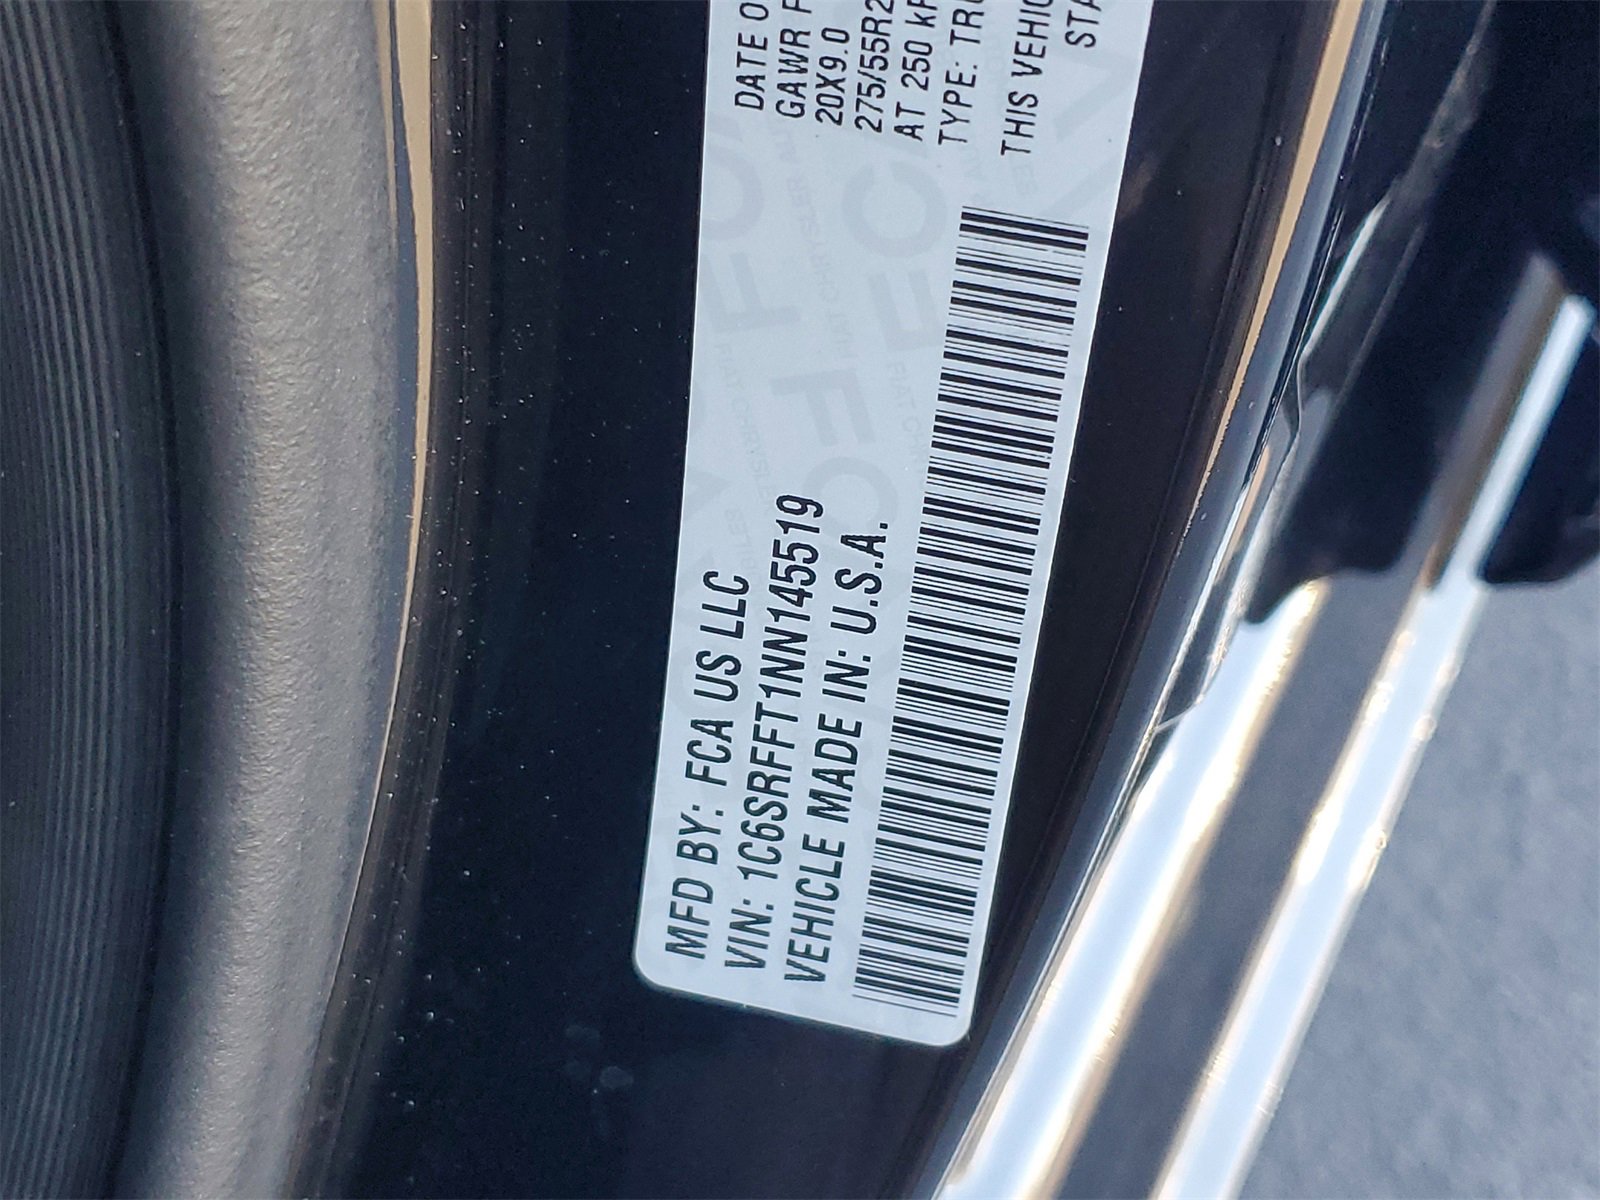 MFD BY: FCA US LLC
VIN: 1C6SRFFT1NN145519
VEHICLE MADE IN: U.S.A.
DATE O
GAWR F
20X9.0
275/55R2
AT 250 kP
TYPE: TRU
THIS VEHIC
STA